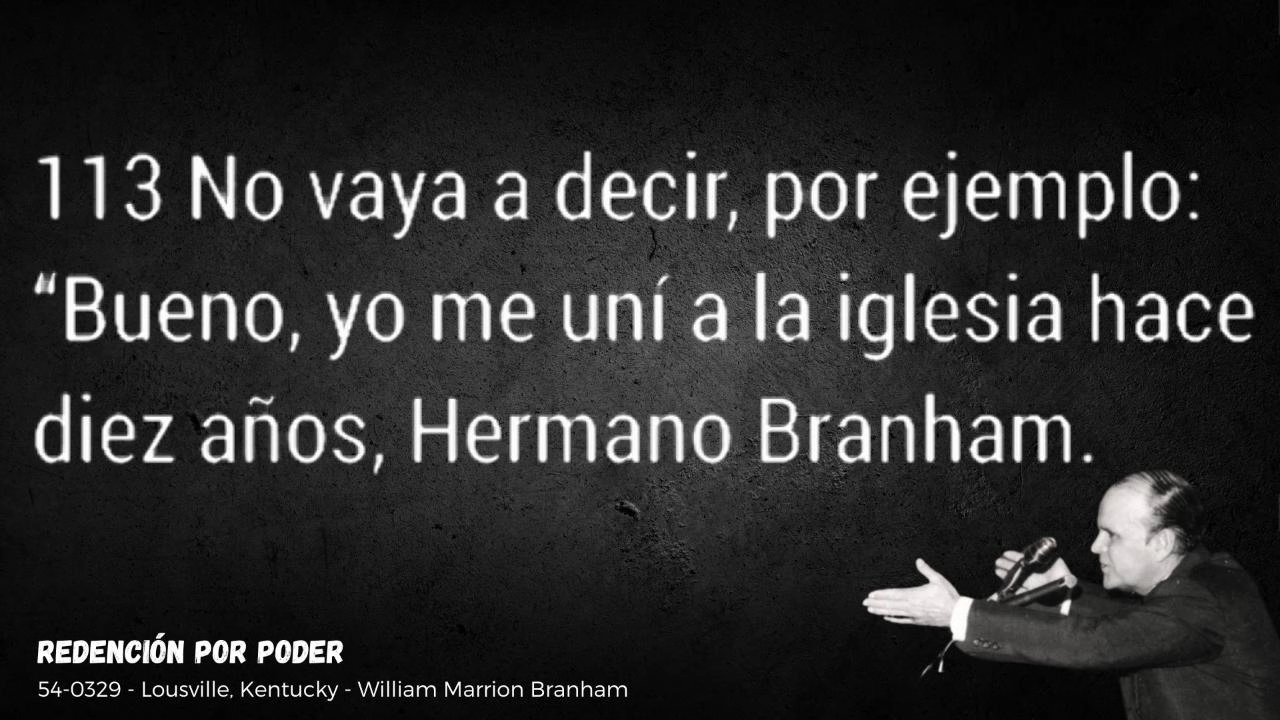 113 No vaya a decir, por ejemplo:
“Bueno, yo me uní a la iglesia hace
diez años, Hermano Branham.
REDENCIÓN POR PODER
54-0329 - Lousville, Kentucky - William Marrion Branham